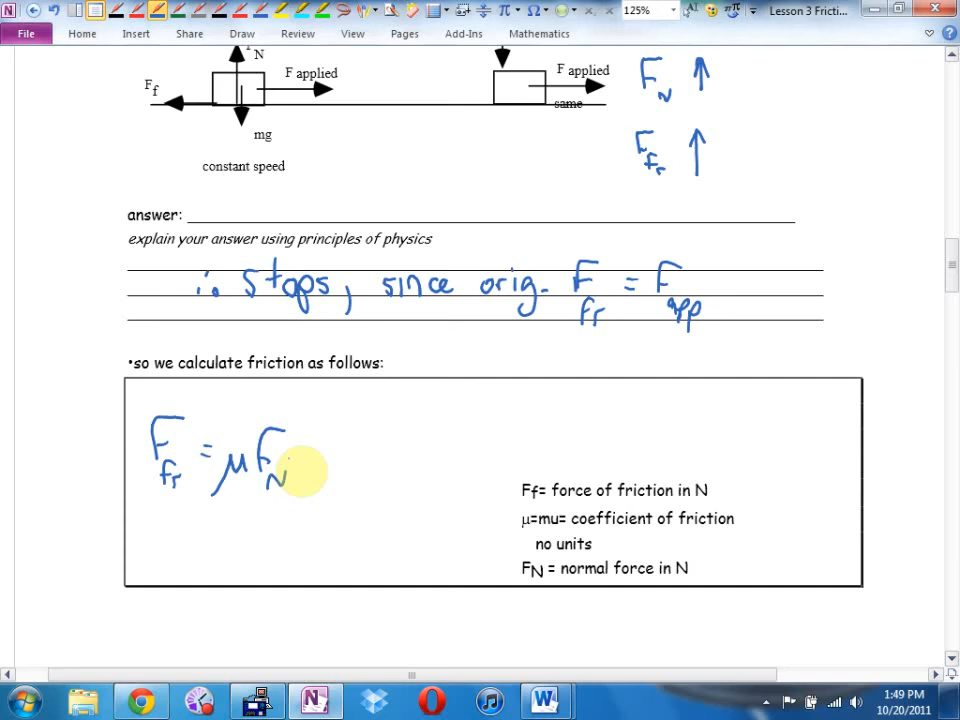 125%
Lesson 3 Fricti...
File Home Insert Share Draw Review View Pages Add-Ins Mathematics
N
F applied
F applied
Ff
same
mg
constant speed
FN ↑
Ffr ↑
answer:
explain your answer using principles of physics
∴ Stops, since orig. Ffr = Fapp
•so we calculate friction as follows:
Ffr = μFN
Ff= force of friction in N
μ=mu= coefficient of friction
no units
FN = normal force in N
1:49 PM
10/20/2011